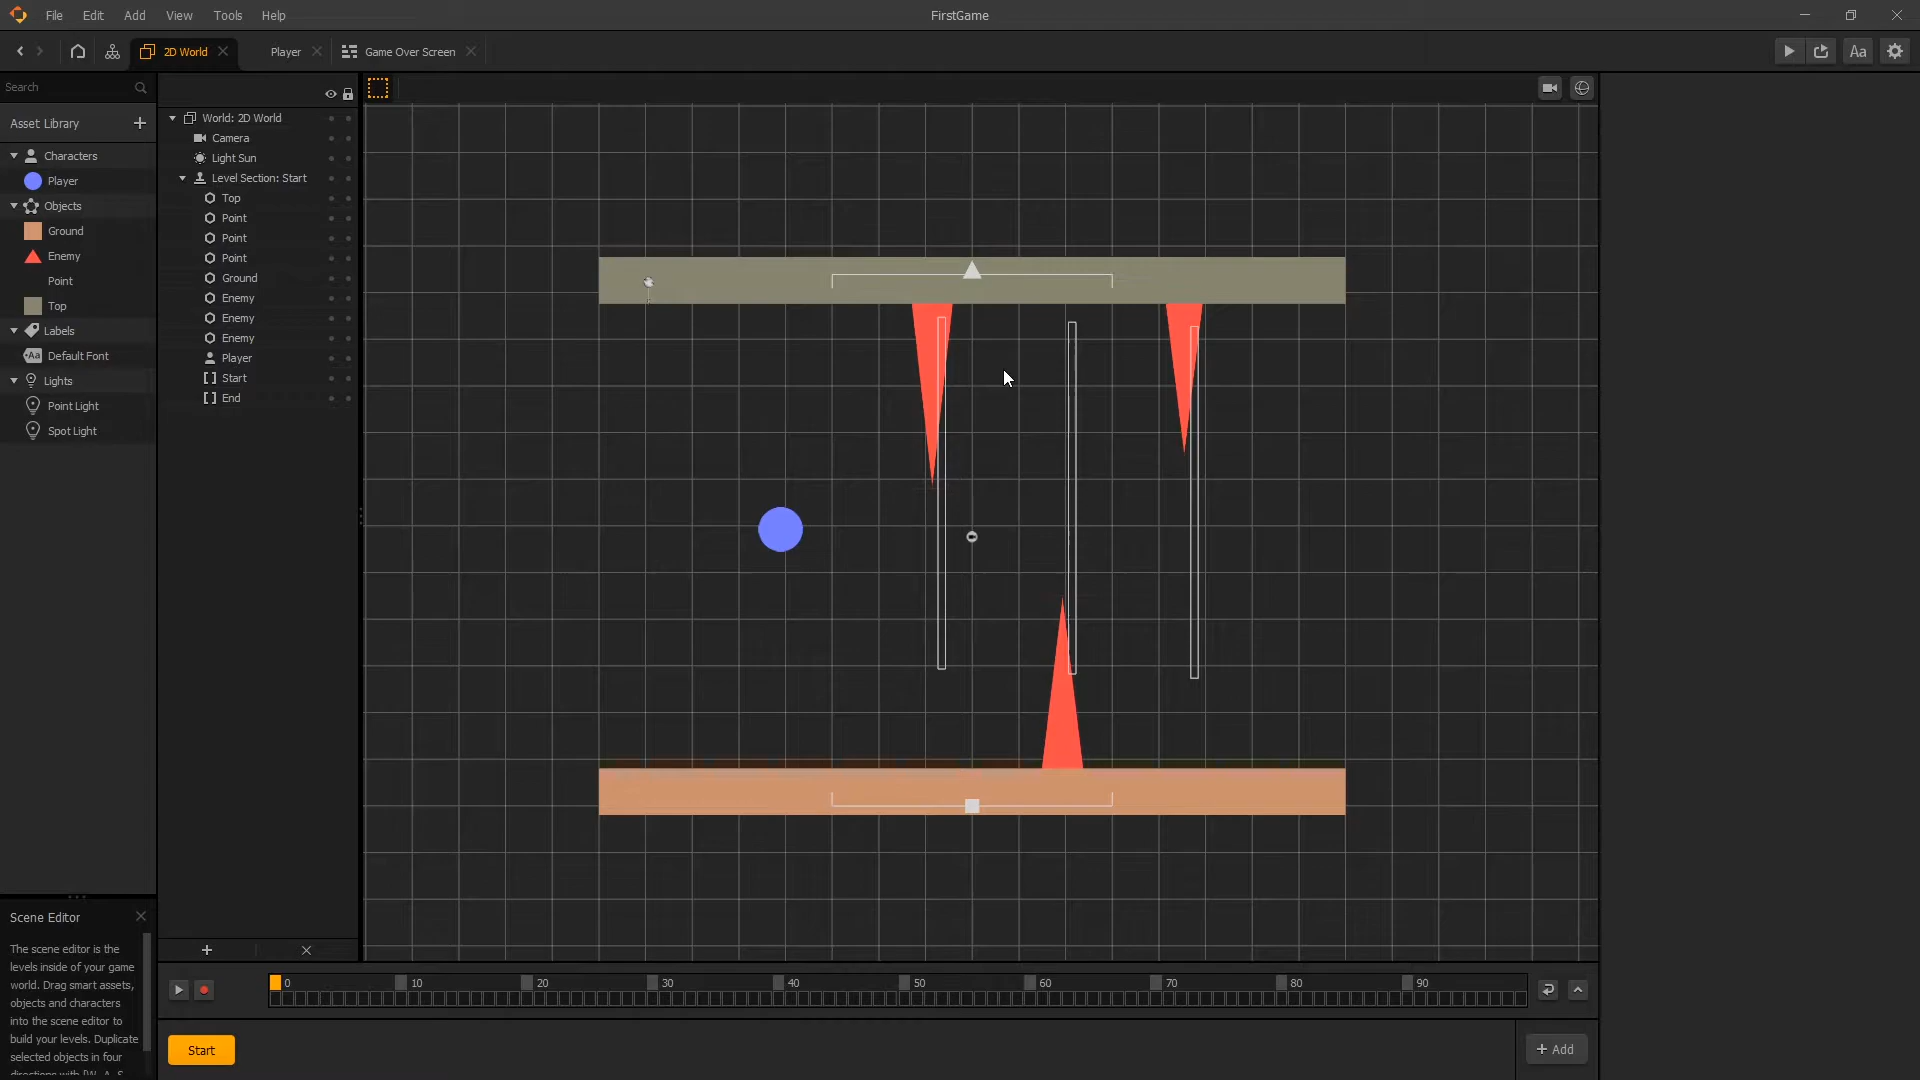 File Edit Add View Tools Help
FirstGame
2D World
Player
Game Over Screen
Aa
Search
Asset Library
Characters
Player
Objects
Ground
Enemy
Point
Top
Labels
Aa Default Font
Lights
Point Light
Spot Light
World: 2D World
Camera
Light Sun
Level Section: Start
Top
Point
Point
Point
Ground
Enemy
Enemy
Enemy
Player
Start
End
Scene Editor
The scene editor is the
levels inside of your game
world. Drag smart assets,
objects and characters
into the scene editor to
build your levels. Duplicate
selected objects in four
directions with [W, A, S,
0 10 20 30 40 50 60 70 80 90
Start
+ Add